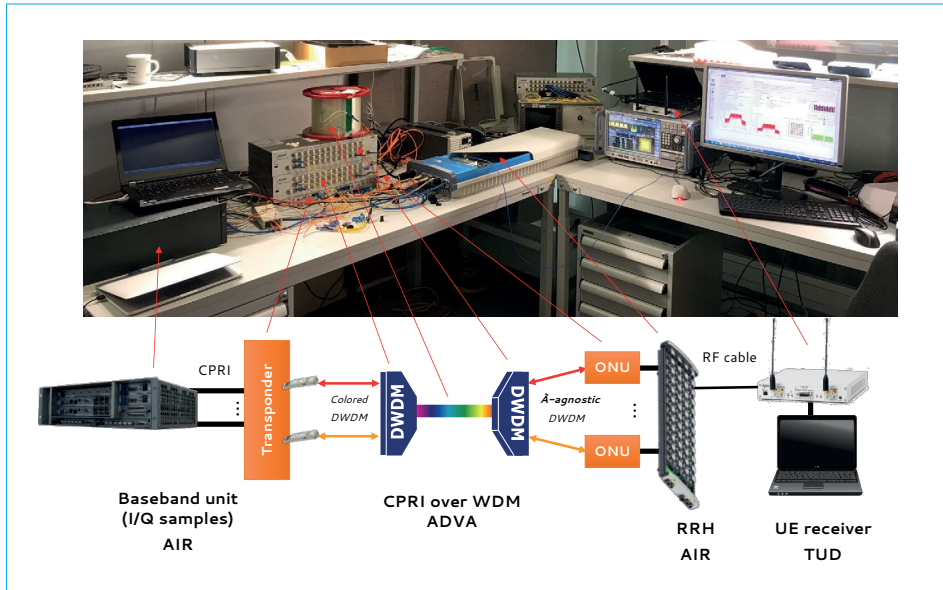 CPRI
Transponder
Colored
DWDM
DWDM
DWDM
ONU
À-agnostic
DWDM
ONU
RF cable
Baseband unit
(I/Q samples)
AIR
CPRI over WDM
ADVA
RRH
AIR
UE receiver
TUD